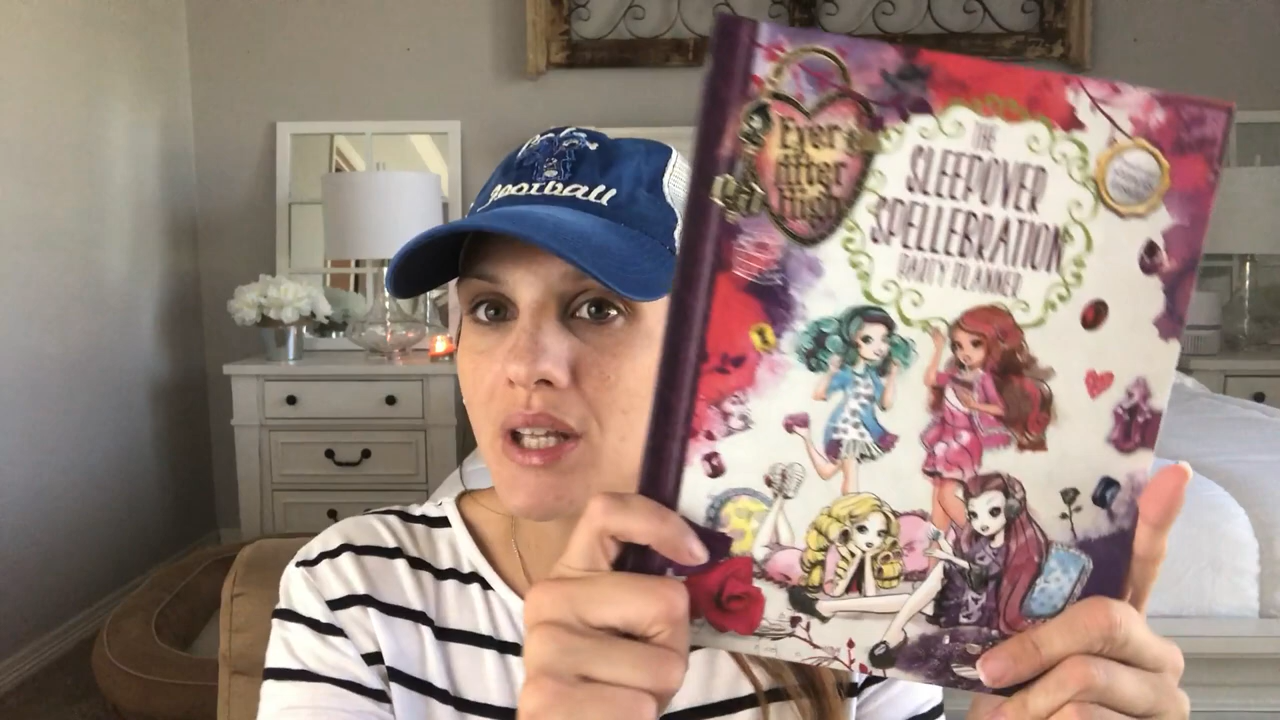 Football
Ever
After
High
THE
SLEEPOVER
SPELLEBRATION
PARTY PLANNER